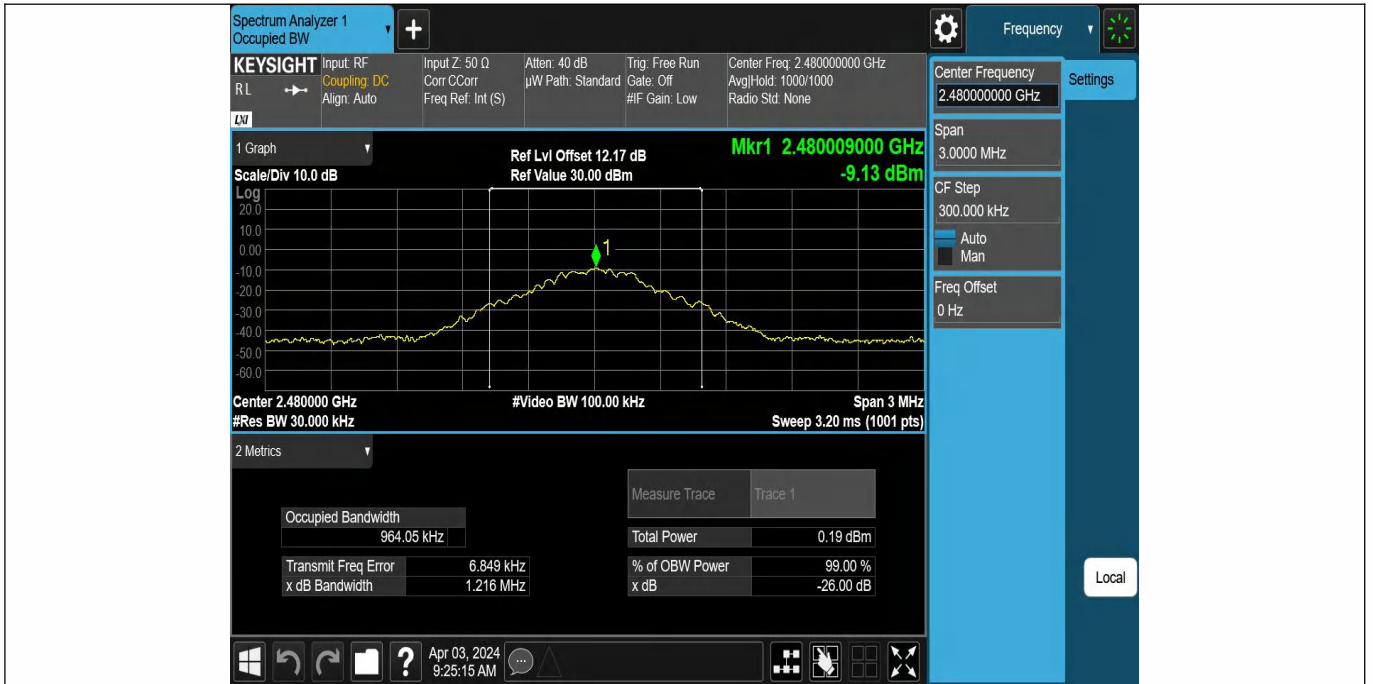 Spectrum Analyzer 1
Occupied BW
Frequency
KEYSIGHT
RL
LXI
Input: RF
Coupling: DC
Align: Auto
Input Z: 50 Ω
Corr CCorr
Freq Ref: Int (S)
Atten: 40 dB
µW Path: Standard
Trig: Free Run
Gate: Off
#IF Gain: Low
Center Freq: 2.480000000 GHz
Avg|Hold: 1000/1000
Radio Std: None
Center Frequency
2.480000000 GHz
Settings
Span
3.0000 MHz
CF Step
300.000 kHz
Auto
Man
Freq Offset
0 Hz
Local
1 Graph
Scale/Div 10.0 dB
Ref Lvl Offset 12.17 dB
Ref Value 30.00 dBm
Mkr1 2.480009000 GHz
-9.13 dBm
Log
20.0
10.0
0.00
-10.0
-20.0
-30.0
-40.0
-50.0
-60.0
1
Center 2.480000 GHz
#Res BW 30.000 kHz
#Video BW 100.00 kHz
Span 3 MHz
Sweep 3.20 ms (1001 pts)
2 Metrics
Measure Trace Trace 1
Occupied Bandwidth
964.05 kHz
Total Power 0.19 dBm
Transmit Freq Error 6.849 kHz
% of OBW Power 99.00 %
x dB Bandwidth 1.216 MHz
x dB -26.00 dB
?
Apr 03, 2024
9:25:15 AM